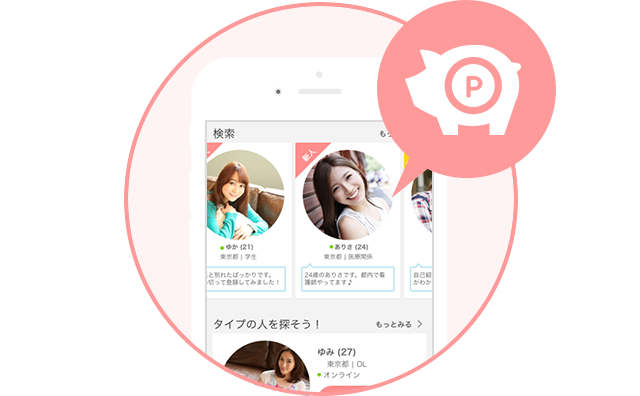 P
検索
もっ
新人
ゆか (21)
東京都 | 学生
と別れたばっかりです。
切って登録してみました！
ありさ (24)
東京都 | 医療関係
24歳のありさです。都内で看
護師やってます♪
自己紹
かわか
タイプの人を探そう！
もっとみる
ゆみ (27)
東京都 | OL
オンライン